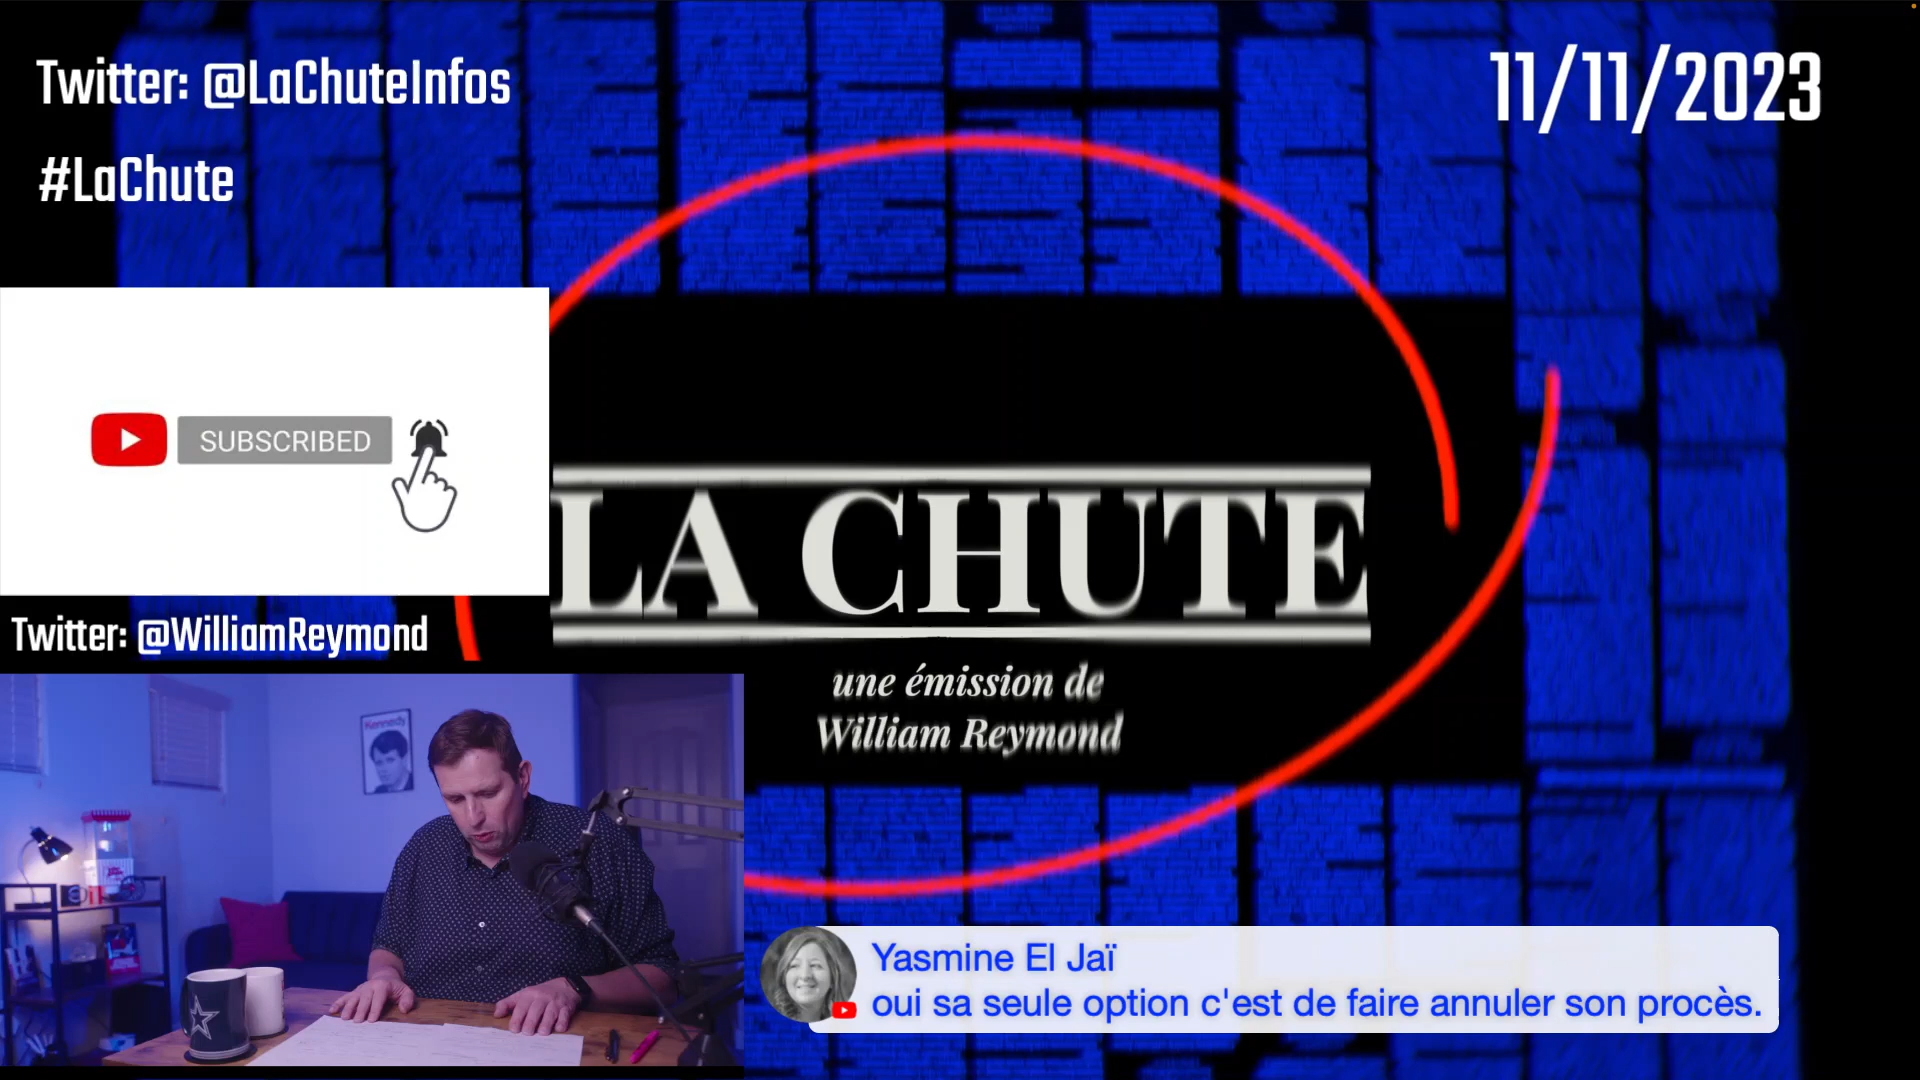 Twitter: @LaChuteInfos
11/11/2023
#LaChute
SUBSCRIBED
LA CHUTE
une émission de
William Reymond
Twitter: @WilliamReymond
Kennedy
Yasmine El Jaï
oui sa seule option c'est de faire annuler son procès.